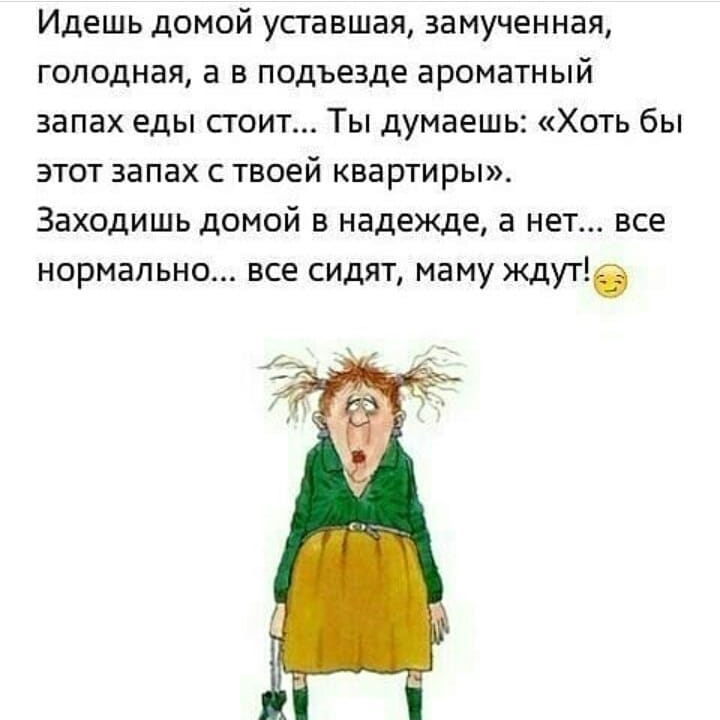 Идешь домой уставшая, замученная,
голодная, а в подъезде ароматный
запах еды стоит... Ты думаешь: «Хоть бы
этот запах с твоей квартиры».
Заходишь домой в надежде, а нет... все
нормально... все сидят, маму ждут!😏